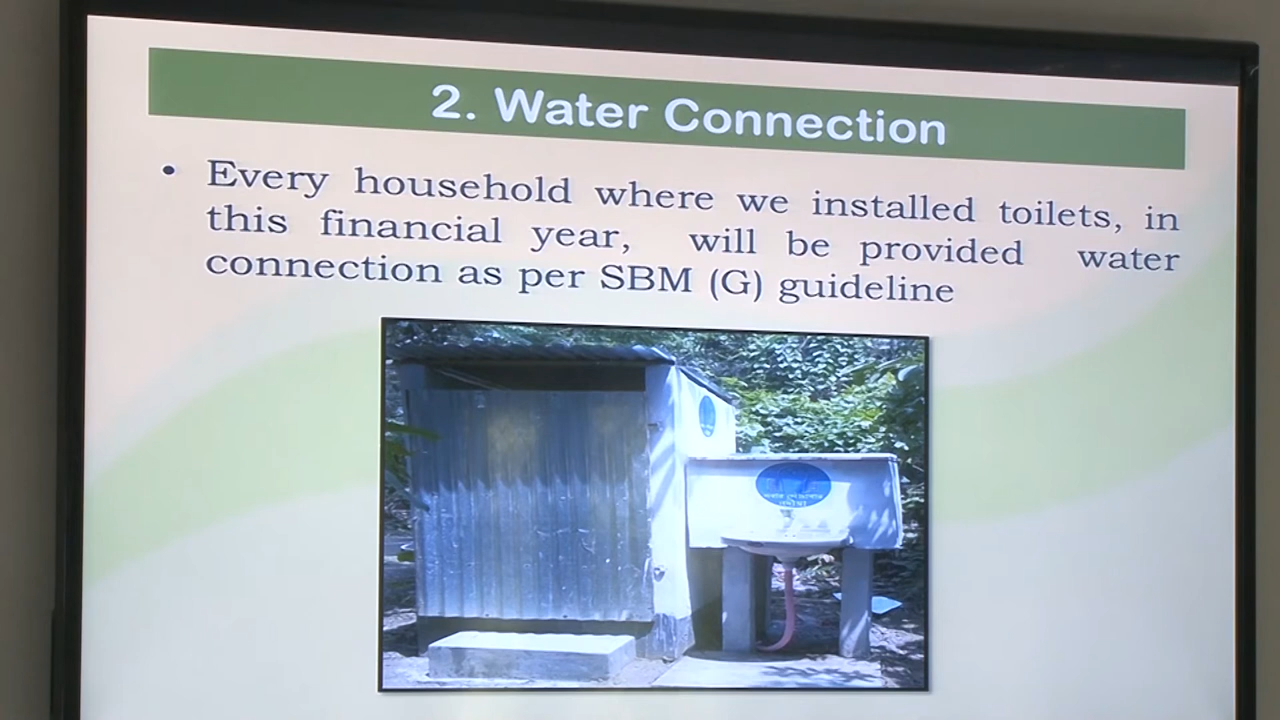 2. Water Connection
• Every household where we installed toilets, in
this financial year, will be provided water
connection as per SBM (G) guideline